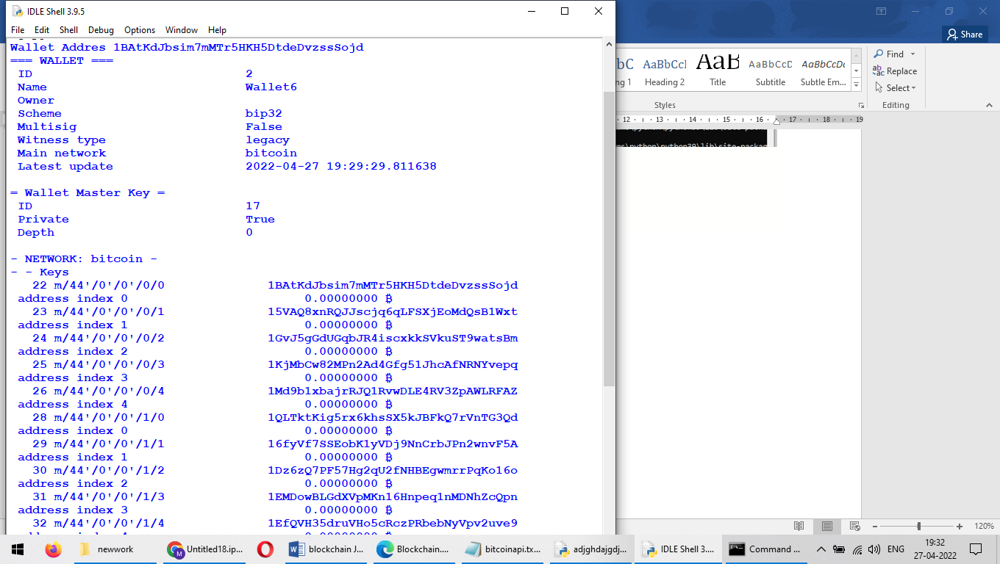 IDLE Shell 3.9.5
File Edit Shell Debug Options Window Help
Wallet Addres 1BAtKdJbsim7mMTr5HKH5DtdeDvzssSojd
=== WALLET ===
ID 2
Name Wallet6
Owner
Scheme bip32
Multisig False
Witness type legacy
Main network bitcoin
Latest update 2022-04-27 19:29:29.811638
= Wallet Master Key =
ID 17
Private True
Depth 0
- NETWORK: bitcoin -
- - Keys
22 m/44'/0'/0'/0/0 1BAtKdJbsim7mMTr5HKH5DtdeDvzssSojd
address index 0 0.00000000 ₿
23 m/44'/0'/0'/0/1 15VAQ8xnRQJJscjq6qLFSXjEoMdQsB1Wxt
address index 1 0.00000000 ₿
24 m/44'/0'/0'/0/2 1GvJ5gGdUGqbJR4iscxkkSVkuST9watsBm
address index 2 0.00000000 ₿
25 m/44'/0'/0'/0/3 1KjMbCw82MPn2Ad4Gfg51JhcAfNRNYvepq
address index 3 0.00000000 ₿
26 m/44'/0'/0'/0/4 1Md9b1xbajrRJQ1RvwDLE4RV3ZpAWLRFAZ
address index 4 0.00000000 ₿
28 m/44'/0'/0'/1/0 1QLTktKig5rx6khsSX5kJBFkQ7rVnTG3Qd
address index 0 0.00000000 ₿
29 m/44'/0'/0'/1/1 16fyVf7SSEobK1yVDj9NnCrbJPn2wnvF5A
address index 1 0.00000000 ₿
30 m/44'/0'/0'/1/2 1Dz6zQ7PF57Hg2qU2fNHBEgwmrrPqKo16o
address index 2 0.00000000 ₿
31 m/44'/0'/0'/1/3 1EMDowBLGdXVpMKn16Hnpeq1nMDNhZcQpn
address index 3 0.00000000 ₿
32 m/44'/0'/0'/1/4 1EfQVH35druVHo5cRczPRbebNyVpv2uve9
Share
AaBbCcI AaB AaBbCcD AaBbCcDc
Heading 2 Title Subtitle Subtle Em...
Styles
Find
Replace
Select
Editing
12 13 14 15 16 17 18 19
ms\python\python39\lib\site-packag
120%
newwork Untitled18.ip... blockchain J... Blockchain.... bitcoinapi.tx... adjghdajgdj... IDLE Shell 3.... Command ... ENG 19:32
27-04-2022